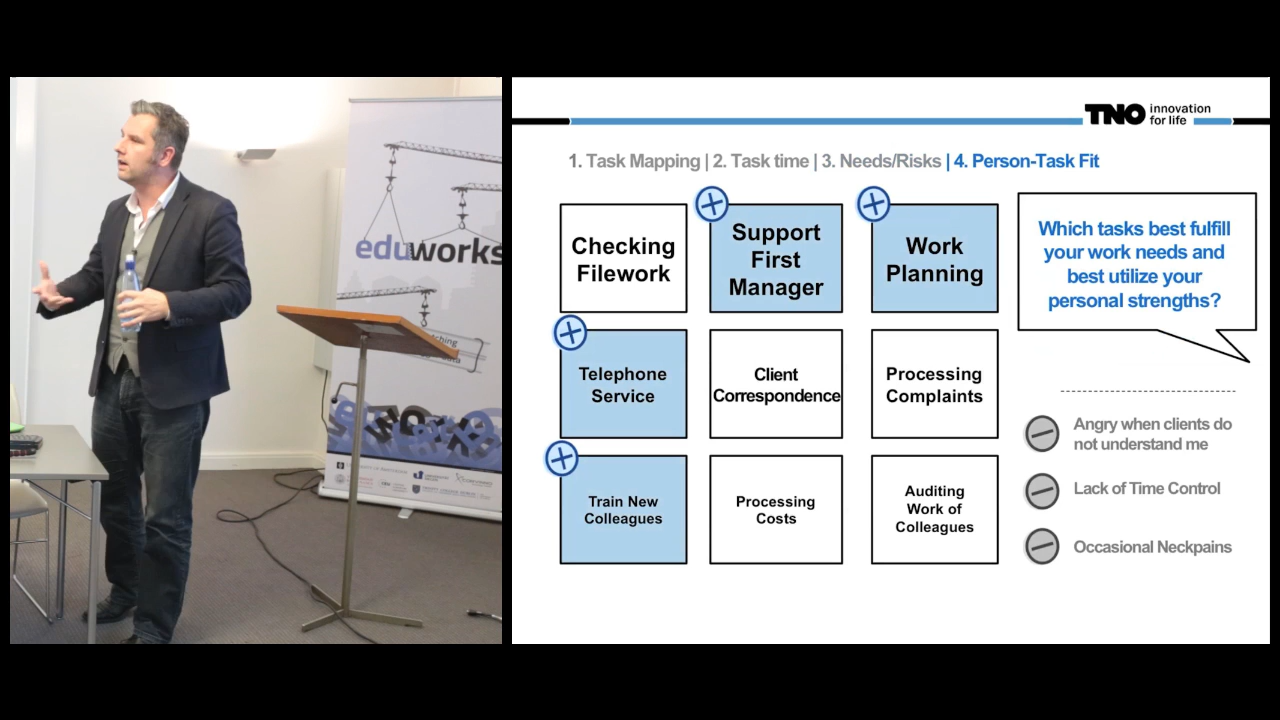 eduworks
TNO innovation
for life
1. Task Mapping | 2. Task time | 3. Needs/Risks | 4. Person-Task Fit
Checking
Filework
Support
First
Manager
Work
Planning
Which tasks best fulfill
your work needs and
best utilize your
personal strengths?
Telephone
Service
Client
Correspondence
Processing
Complaints
Train New
Colleagues
Processing
Costs
Auditing
Work of
Colleagues
Angry when clients do
not understand me
Lack of Time Control
Occasional Neckpains